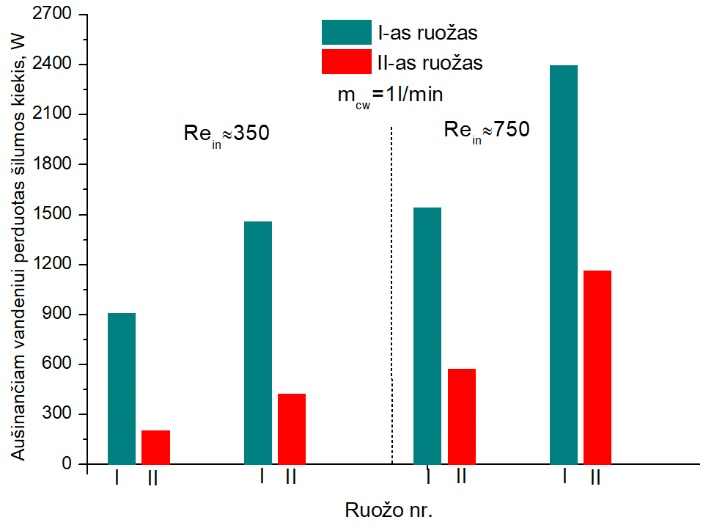 Aušinančiam vandeniui perduotas šilumos kiekis, W
2700
2400
2100
1800
1500
1200
900
600
300
0
I-as ruožas
II-as ruožas
m_cw=1l/min
Re_in≈350
Re_in≈750
I II I II I II I II
Ruožo nr.